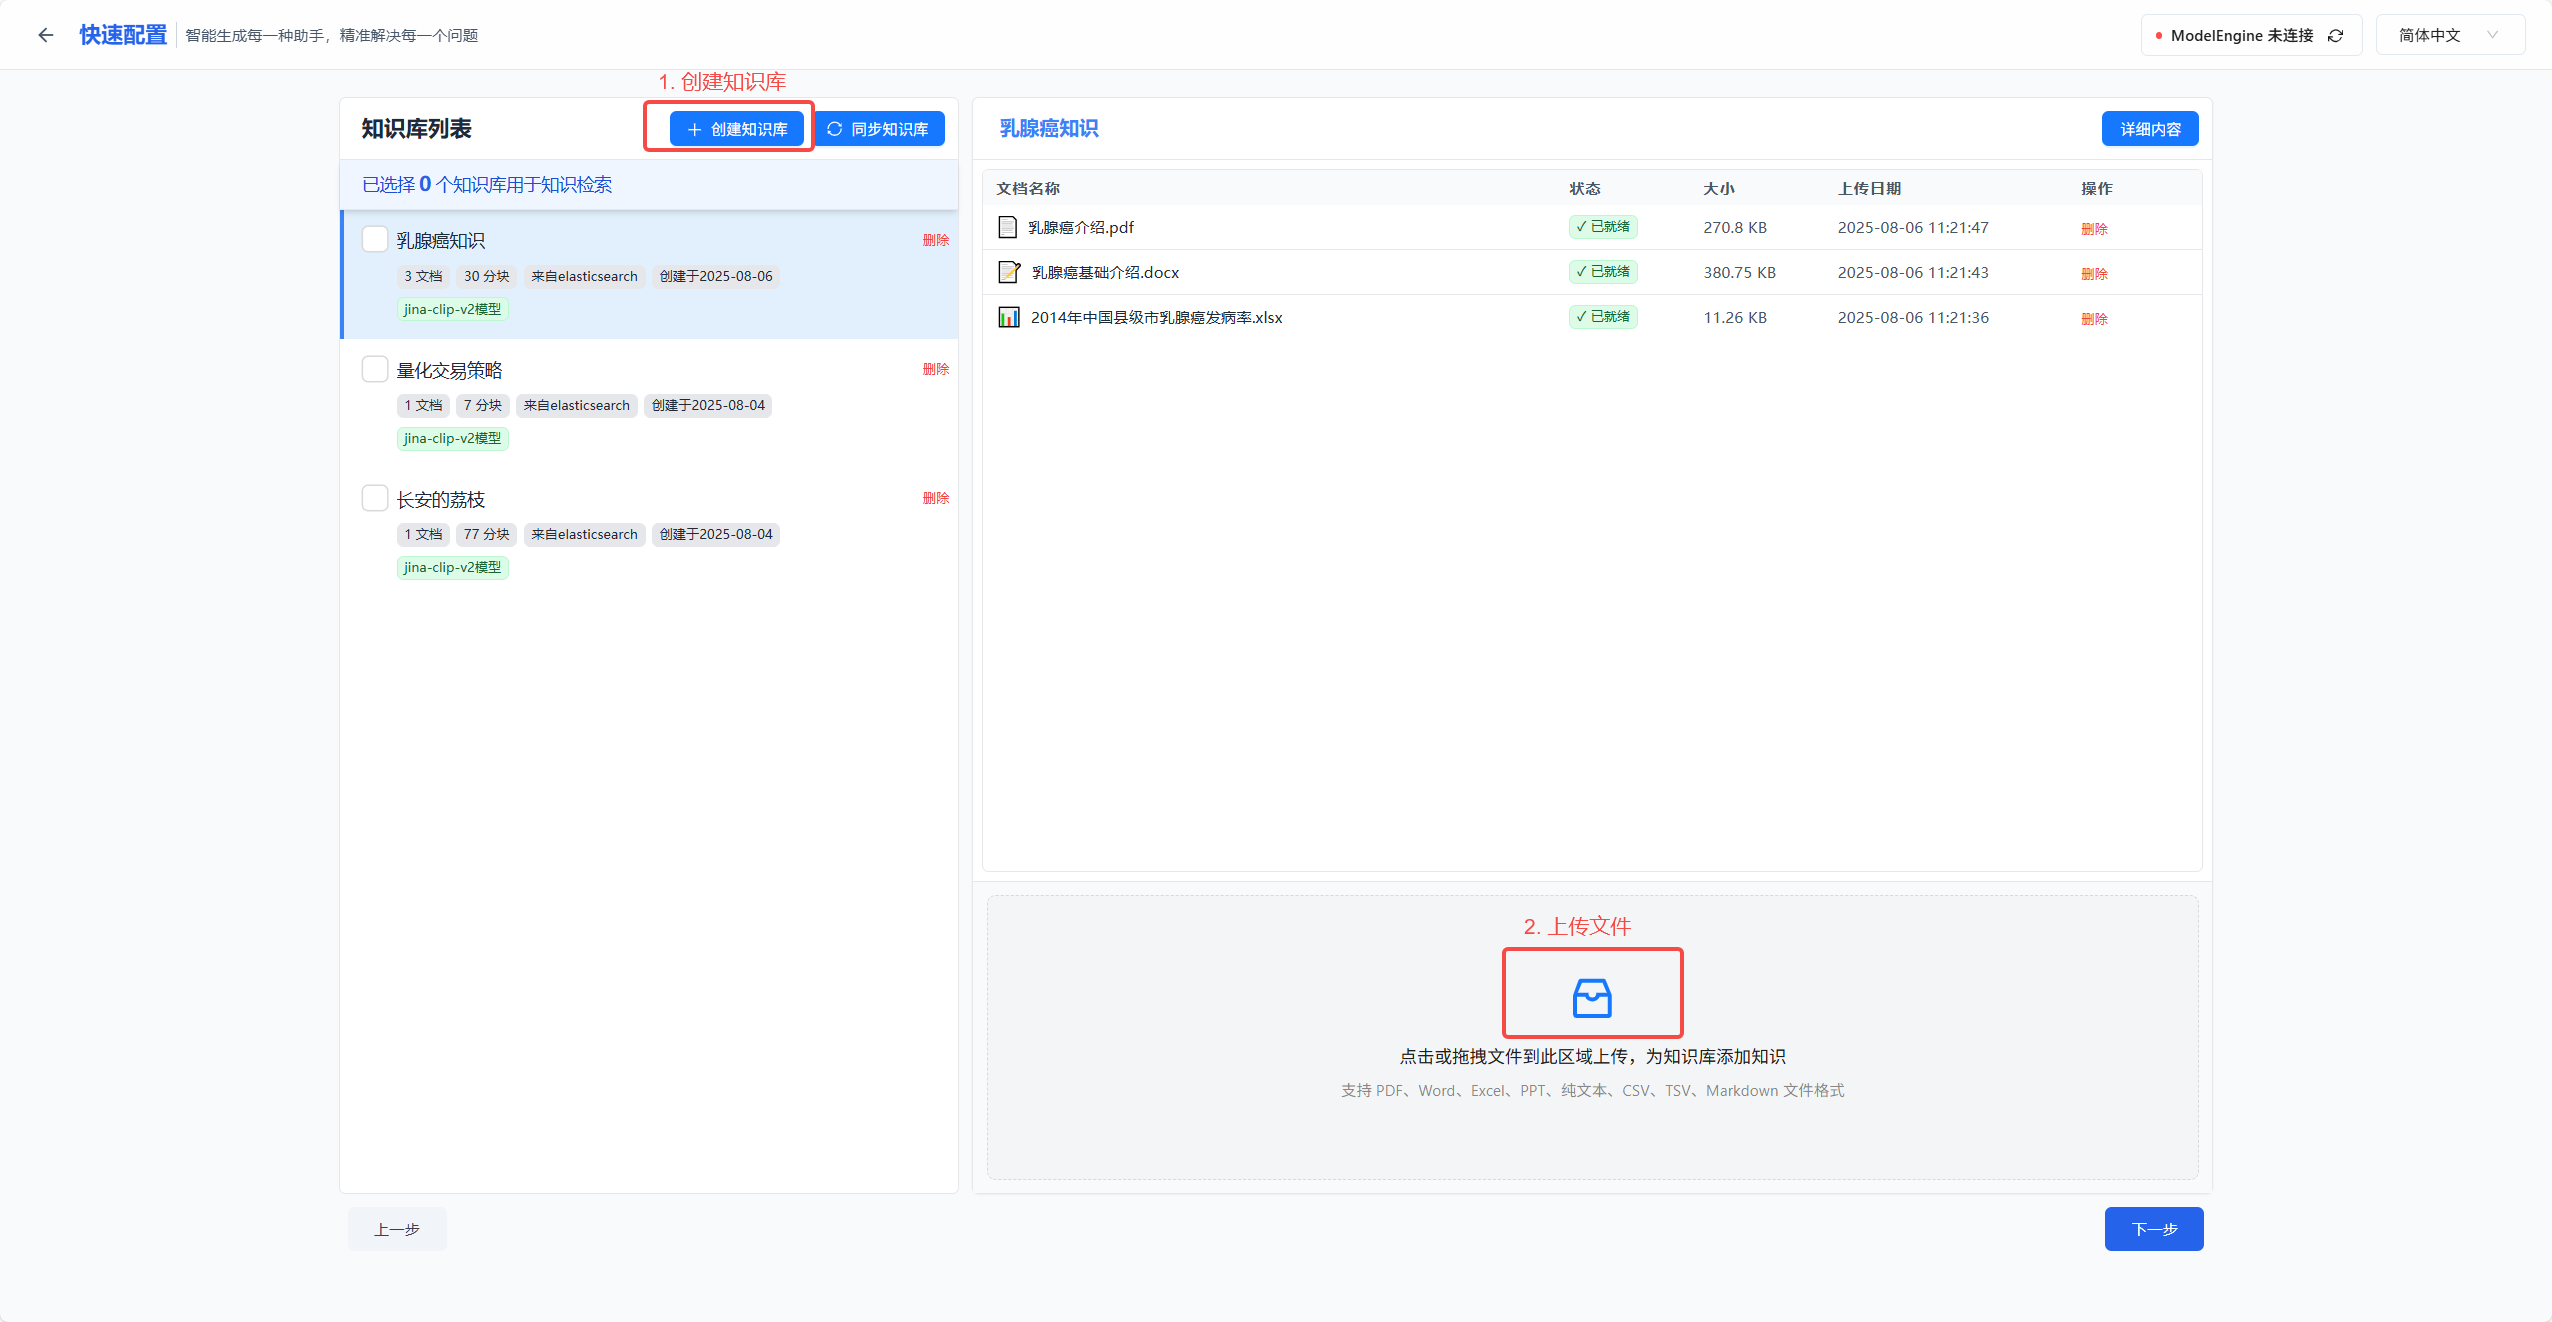 快速配置 智能生成每一种助手，精准解决每一个问题 ModelEngine 未连接 简体中文
1. 创建知识库
知识库列表 创建知识库 同步知识库
已选择 0 个知识库用于知识检索
乳腺癌知识 删除
3 文档 30 分块 来自elasticsearch 创建于2025-08-06
jina-clip-v2模型
量化交易策略 删除
1 文档 7 分块 来自elasticsearch 创建于2025-08-04
jina-clip-v2模型
长安的荔枝 删除
1 文档 77 分块 来自elasticsearch 创建于2025-08-04
jina-clip-v2模型
乳腺癌知识 详细内容
文档名称 状态 大小 上传日期 操作
乳腺癌介绍.pdf ✓ 已就绪 270.8 KB 2025-08-06 11:21:47 删除
乳腺癌基础介绍.docx ✓ 已就绪 380.75 KB 2025-08-06 11:21:43 删除
2014年中国县级市乳腺癌发病率.xlsx ✓ 已就绪 11.26 KB 2025-08-06 11:21:36 删除
2. 上传文件
点击或拖拽文件到此区域上传，为知识库添加知识
支持 PDF、Word、Excel、PPT、纯文本、CSV、TSV、Markdown 文件格式
上一步 下一步